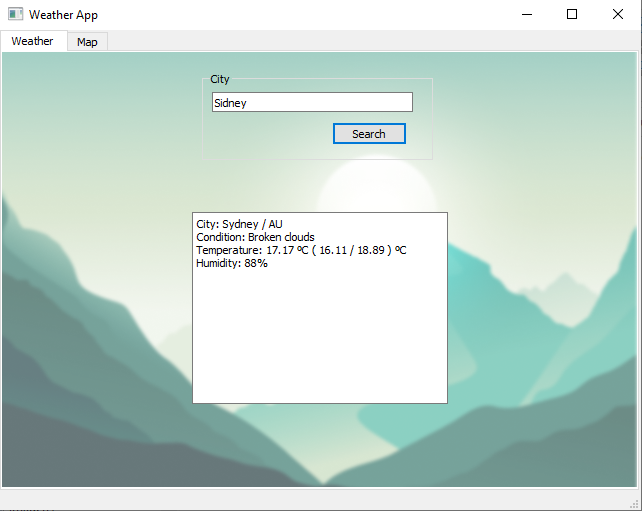 Weather App
Weather Map
City
Sidney
Search
City: Sydney / AU
Condition: Broken clouds
Temperature: 17.17 ºC ( 16.11 / 18.89 ) ºC
Humidity: 88%